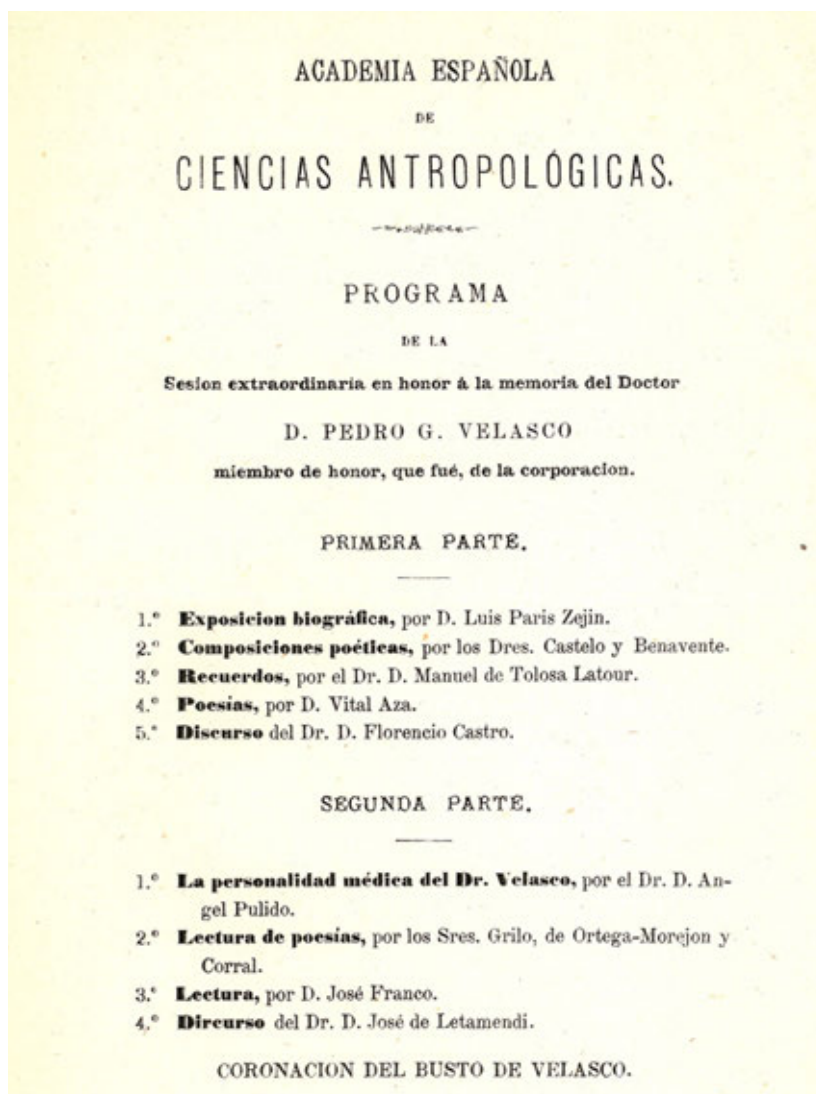 ACADEMIA ESPAÑOLA
DE
CIENCIAS ANTROPOLÓGICAS.
PROGRAMA
DE LA
Sesion extraordinaria en honor á la memoria del Doctor
D. PEDRO G. VELASCO
miembro de honor, que fué, de la corporacion.
PRIMERA PARTE.
1.º Exposicion biográfica, por D. Luis Paris Zejin.
2.º Composiciones poéticas, por los Dres. Castelo y Benavente.
3.º Recuerdos, por el Dr. D. Manuel de Tolosa Latour.
4.º Poesías, por D. Vital Aza.
5.º Discurso del Dr. D. Florencio Castro.
SEGUNDA PARTE.
1.º La personalidad médica del Dr. Velasco, por el Dr. D. An-
gel Pulido.
2.º Lectura de poesías, por los Sres. Grilo, de Ortega-Morejon y
Corral.
3.º Lectura, por D. José Franco.
4.º Dircurso del Dr. D. José de Letamendi.
CORONACION DEL BUSTO DE VELASCO.